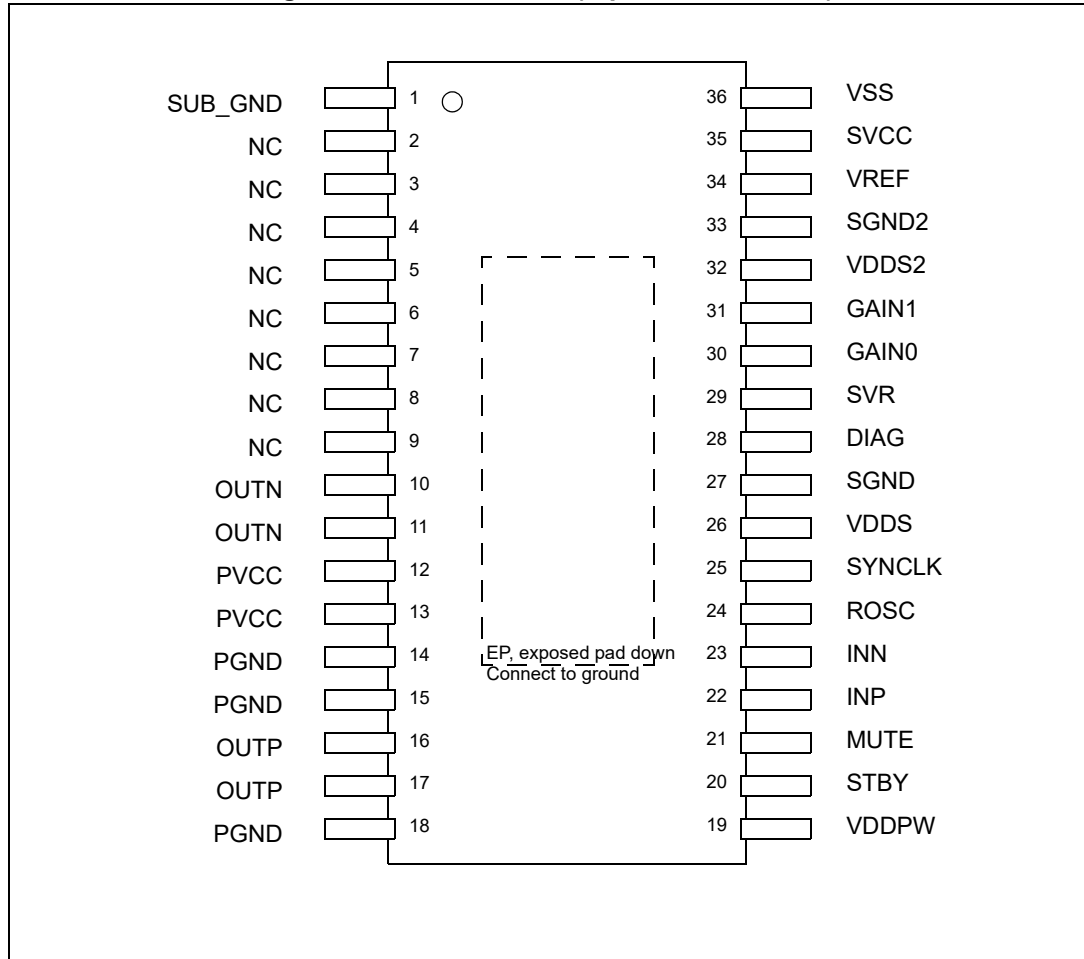 SUB_GND 1 36 VSS
NC 2 35 SVCC
NC 3 34 VREF
NC 4 33 SGND2
NC 5 32 VDDS2
NC 6 31 GAIN1
NC 7 30 GAIN0
NC 8 29 SVR
NC 9 28 DIAG
OUTN 10 27 SGND
OUTN 11 26 VDDS
PVCC 12 25 SYNCLK
PVCC 13 24 ROSC
PGND 14 EP, exposed pad down 23 INN
Connect to ground
PGND 15 22 INP
OUTP 16 21 MUTE
OUTP 17 20 STBY
PGND 18 19 VDDPW